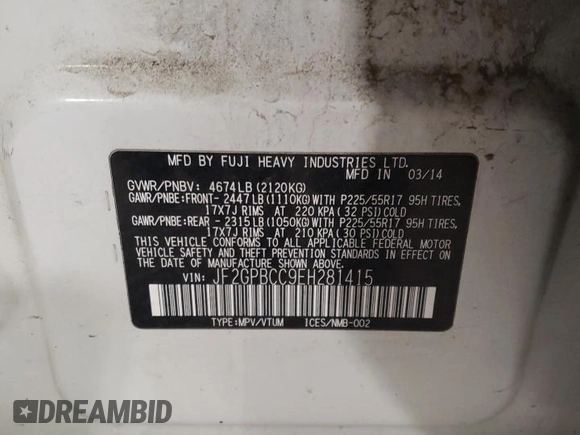 MFD BY FUJI HEAVY INDUSTRIES LTD.
MFD IN 03/14
GVWR/PNBV: 4674LB (2120KG)
GAWR/PNBE:FRONT- 2447LB (1110KG)WITH P225/55R17 95H TIRES,
17X7J RIMS AT 220 KPA (32 PSI)COLD
GAWR/PNBE:REAR - 2315LB (1050KG)WITH P225/55R17 95H TIRES,
17X7J RIMS AT 210 KPA (30 PSI)COLD
THIS VEHICLE CONFORMS TO ALL APPLICABLE FEDERAL MOTOR
VEHICLE SAFETY AND THEFT PREVENTION STANDARDS IN EFFECT
ON THE DATE OF MANUFACTURE SHOWN ABOVE.
VIN: JF2GPBCC9EH281415
TYPE:MPV/VTUM ICES/NMB-002
DREAMBID